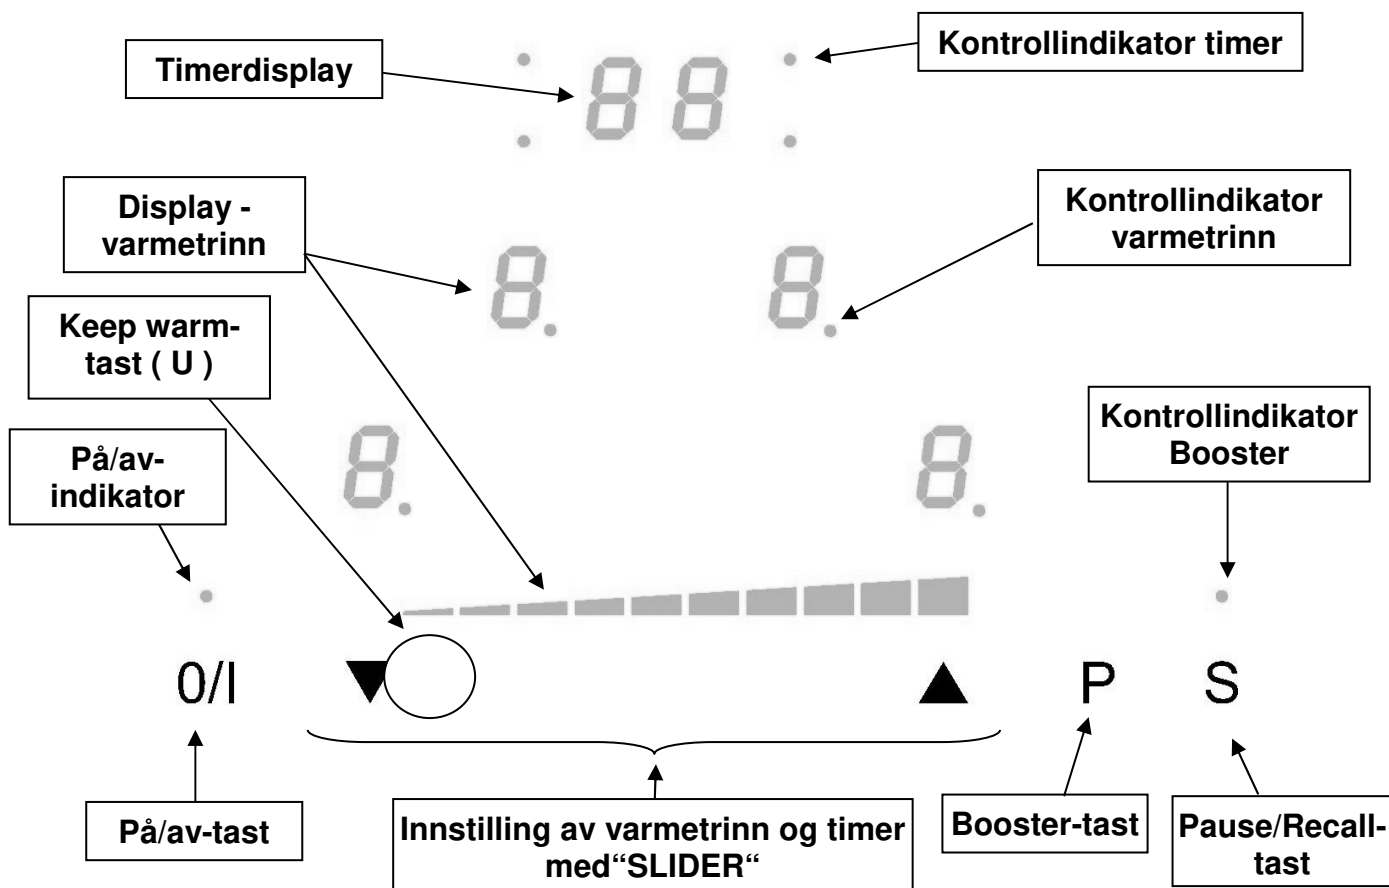 Timerdisplay
88
Kontrollindikator timer
Display -
varmetrinn
8.
8.
Kontrollindikator
varmetrinn
Keep warm-
tast ( U )
På/av-
indikator
8.
8.
Kontrollindikator
Booster
0/I
▼
▲
P
S
På/av-tast
Innstilling av varmetrinn og timer
med“SLIDER“
Booster-tast
Pause/Recall-
tast